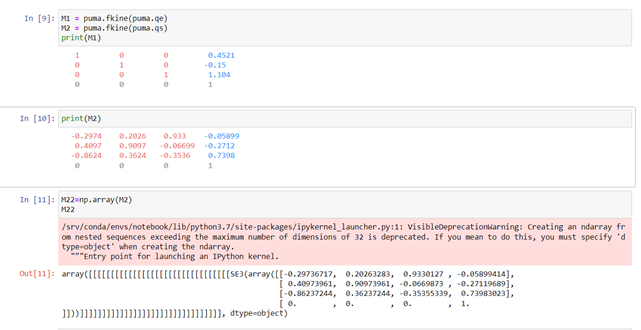 In [9]: M1 = puma.fkine(puma.qe)
M2 = puma.fkine(puma.qs)
print(M1)
1 0 0 0.4521
0 1 0 -0.15
0 0 1 1.104
0 0 0 1
In [10]: print(M2)
-0.2974 0.2026 0.933 -0.05899
0.4097 0.9097 -0.06699 -0.2712
-0.8624 0.3624 -0.3536 0.7398
0 0 0 1
In [11]: M22=np.array(M2)
M22
/srv/conda/envs/notebook/lib/python3.7/site-packages/ipykernel_launcher.py:1: VisibleDeprecationWarning: Creating an ndarray fr
om nested sequences exceeding the maximum number of dimensions of 32 is deprecated. If you mean to do this, you must specify 'd
type=object' when creating the ndarray.
"""Entry point for launching an IPython kernel.
Out[11]: array([[[[[[[[[[[[[[[[[[[[[[[[[[[[[[[[SE3(array([[-0.29736717, 0.20263283, 0.9330127 , -0.05899414],
[ 0.40973961, 0.90973961, -0.0669873 , -0.27119689],
[-0.86237244, 0.36237244, -0.35355339, 0.73983023],
[ 0. , 0. , 0. , 1.
]]))]]]]]]]]]]]]]]]]]]]]]]]]]]]]]]]], dtype=object)